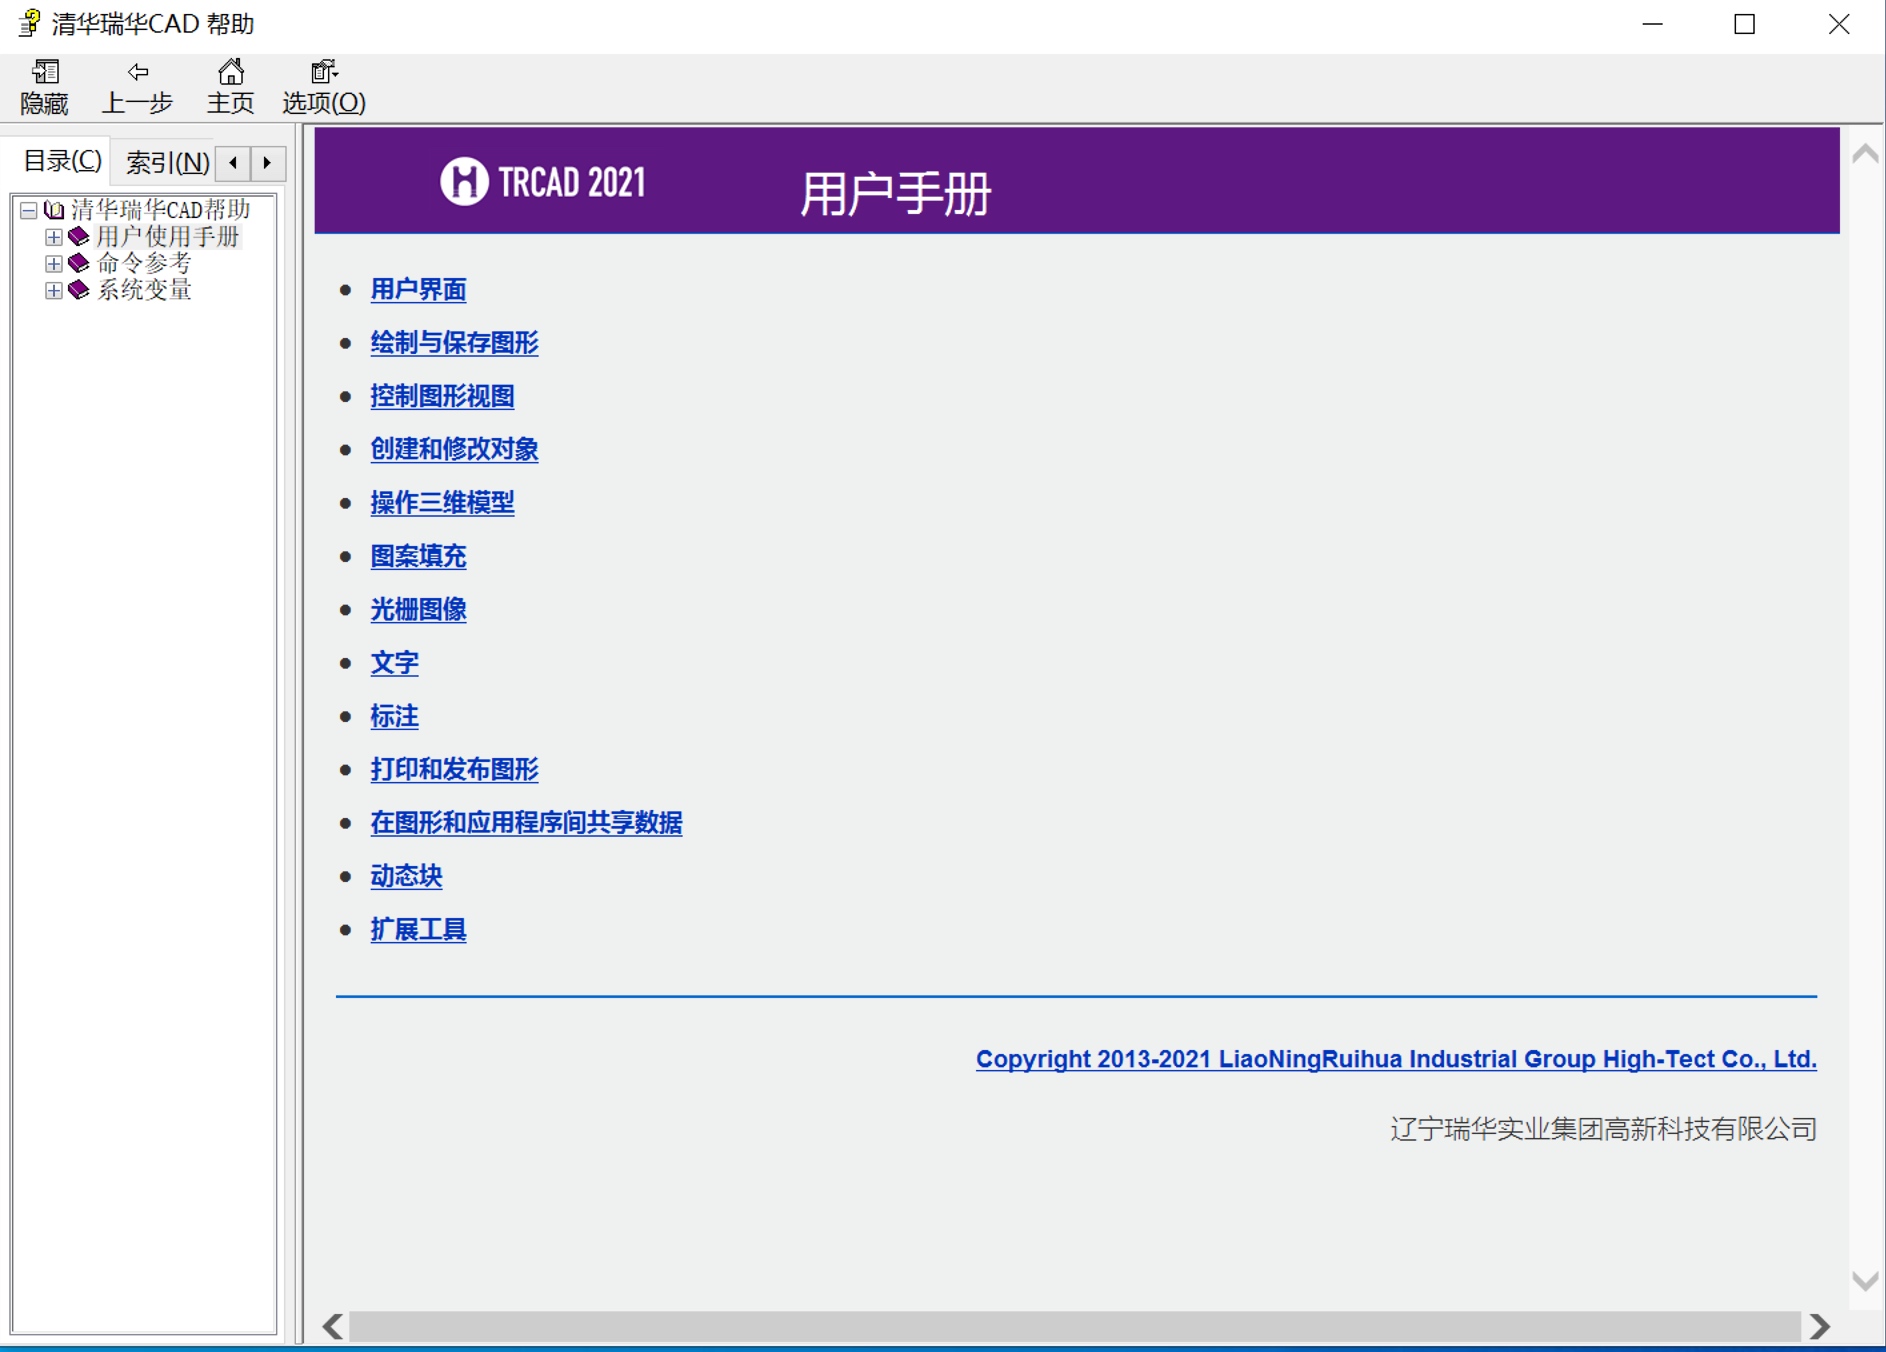 清华瑞华CAD 帮助
隐藏 上一步 主页 选项(O)
目录(C) 索引(N)
清华瑞华CAD帮助
用户使用手册
命令参考
系统变量
TRCAD 2021 用户手册
用户界面
绘制与保存图形
控制图形视图
创建和修改对象
操作三维模型
图案填充
光栅图像
文字
标注
打印和发布图形
在图形和应用程序间共享数据
动态块
扩展工具
Copyright 2013-2021 LiaoNingRuihua Industrial Group High-Tect Co., Ltd.
辽宁瑞华实业集团高新科技有限公司